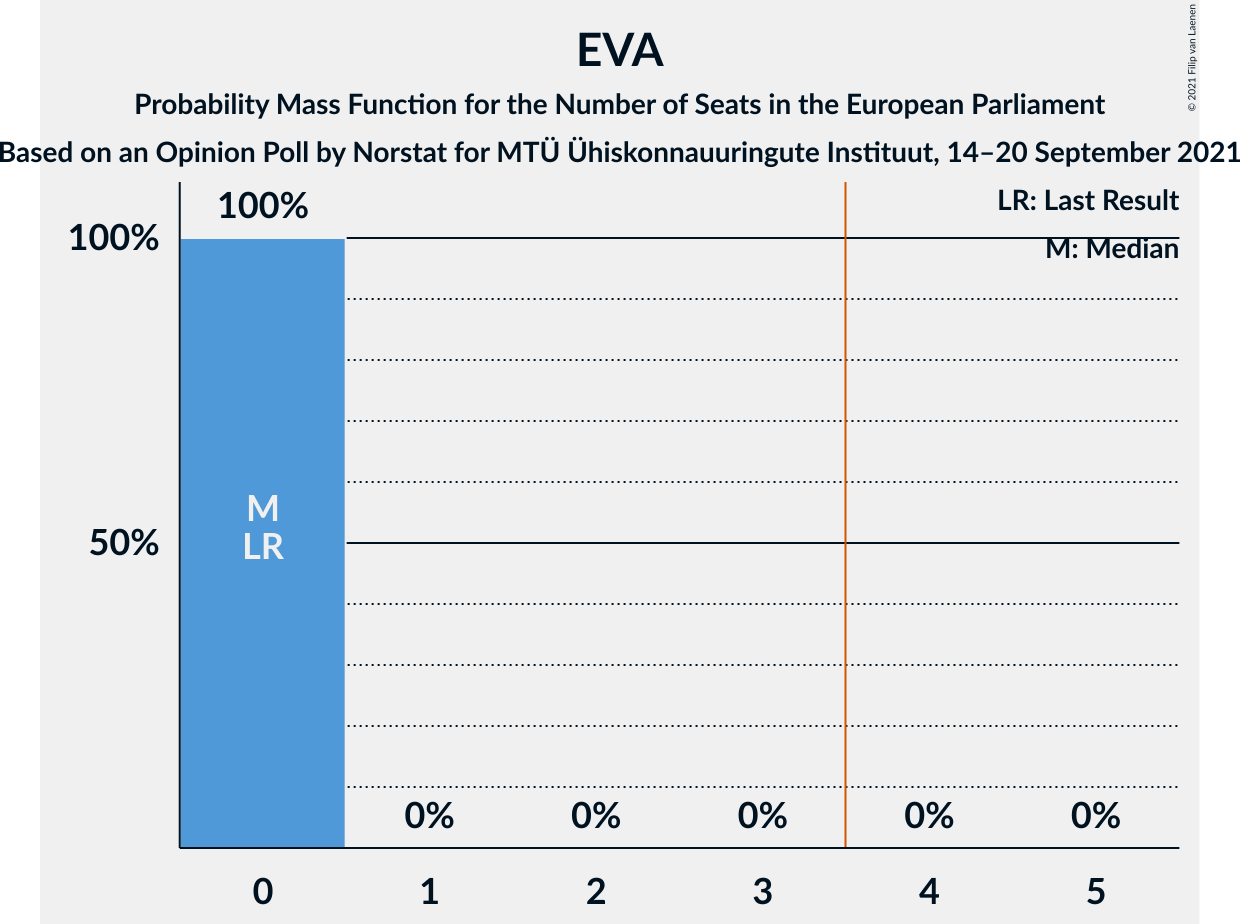 EVA
Probability Mass Function for the Number of Seats in the European Parliament
Based on an Opinion Poll by Norstat for MTÜ Ühiskonnauuringute Instituut, 14–20 September 2021
© 2021 Filip van Laenen
LR: Last Result
M: Median
100%
100%
50%
M
LR
0% 0% 0% 0% 0%
0 1 2 3 4 5